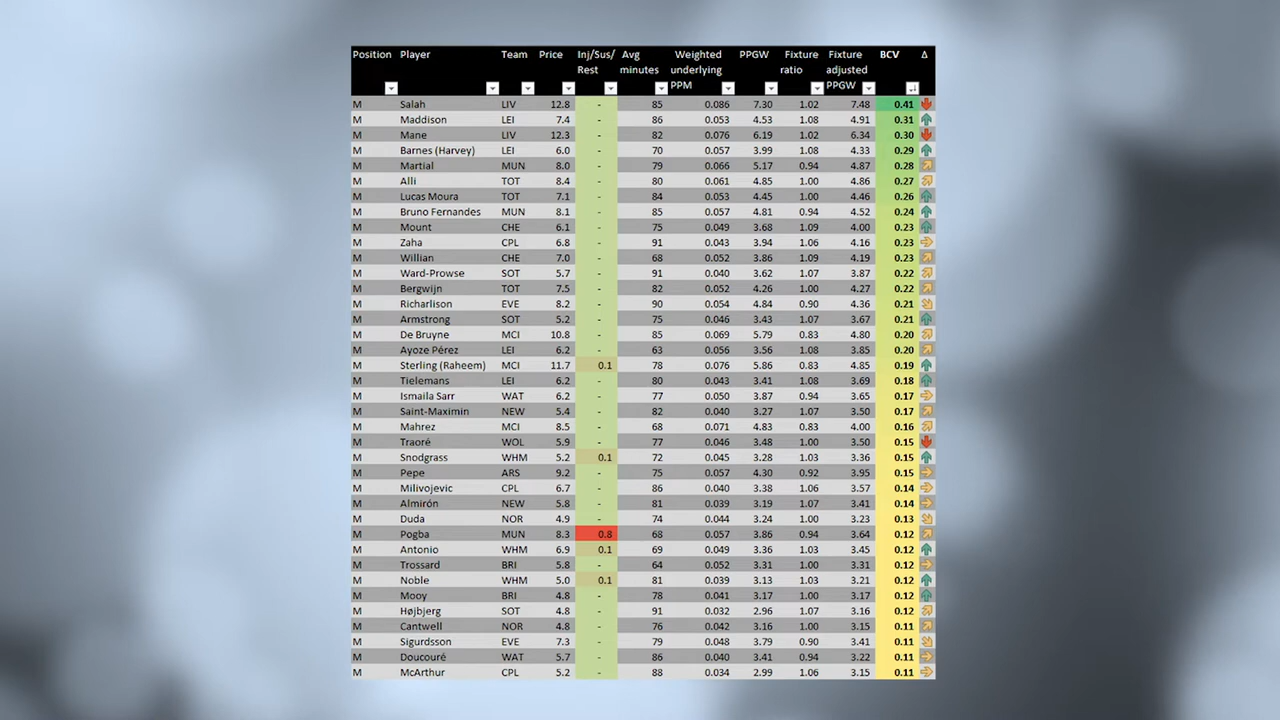 Position Player Team Price Inj/Sus/ Rest Avg minutes Weighted underlying PPM PPGW Fixture ratio Fixture adjusted PPGW BCV Δ
M Salah LIV 12.8 - 85 0.086 7.30 1.02 7.48 0.41
M Maddison LEI 7.4 - 86 0.053 4.53 1.08 4.91 0.31
M Mane LIV 12.3 - 82 0.076 6.19 1.02 6.34 0.30
M Barnes (Harvey) LEI 6.0 - 70 0.057 3.99 1.08 4.33 0.29
M Martial MUN 8.0 - 79 0.066 5.17 0.94 4.87 0.28
M Alli TOT 8.4 - 80 0.061 4.85 1.00 4.86 0.27
M Lucas Moura TOT 7.1 - 84 0.053 4.45 1.00 4.46 0.26
M Bruno Fernandes MUN 8.1 - 85 0.057 4.81 0.94 4.52 0.24
M Mount CHE 6.1 - 75 0.049 3.68 1.09 4.00 0.23
M Zaha CPL 6.8 - 91 0.043 3.94 1.06 4.16 0.23
M Willian CHE 7.0 - 68 0.052 3.86 1.09 4.19 0.23
M Ward-Prowse SOT 5.7 - 91 0.040 3.62 1.07 3.87 0.22
M Bergwijn TOT 7.5 - 82 0.052 4.26 1.00 4.27 0.22
M Richarlison EVE 8.2 - 90 0.054 4.84 0.90 4.36 0.21
M Armstrong SOT 5.2 - 75 0.046 3.43 1.07 3.67 0.21
M De Bruyne MCI 10.8 - 85 0.069 5.79 0.83 4.80 0.20
M Ayoze Pérez LEI 6.2 - 63 0.056 3.56 1.08 3.85 0.20
M Sterling (Raheem) MCI 11.7 0.1 78 0.076 5.86 0.83 4.85 0.19
M Tielemans LEI 6.2 - 80 0.043 3.41 1.08 3.69 0.18
M Ismaila Sarr WAT 6.2 - 77 0.050 3.87 0.94 3.65 0.17
M Saint-Maximin NEW 5.4 - 82 0.040 3.27 1.07 3.50 0.17
M Mahrez MCI 8.5 - 68 0.071 4.83 0.83 4.00 0.16
M Traoré WOL 5.9 - 77 0.046 3.48 1.00 3.50 0.15
M Snodgrass WHM 5.2 0.1 72 0.045 3.28 1.03 3.36 0.15
M Pepe ARS 9.2 - 75 0.057 4.30 0.92 3.95 0.15
M Milivojevic CPL 6.7 - 86 0.040 3.38 1.06 3.57 0.14
M Almirón NEW 5.8 - 81 0.039 3.19 1.07 3.41 0.14
M Duda NOR 4.9 - 74 0.044 3.24 1.00 3.23 0.13
M Pogba MUN 8.3 0.8 68 0.057 3.86 0.94 3.64 0.12
M Antonio WHM 6.9 0.1 69 0.049 3.36 1.03 3.45 0.12
M Trossard BRI 5.8 - 64 0.052 3.31 1.00 3.31 0.12
M Noble WHM 5.0 0.1 81 0.039 3.13 1.03 3.21 0.12
M Mooy BRI 4.8 - 78 0.041 3.17 1.00 3.17 0.12
M Højbjerg SOT 4.8 - 91 0.032 2.96 1.07 3.16 0.12
M Cantwell NOR 4.8 - 76 0.042 3.16 1.00 3.15 0.11
M Sigurdsson EVE 7.3 - 79 0.048 3.79 0.90 3.41 0.11
M Doucouré WAT 5.7 - 86 0.040 3.41 0.94 3.22 0.11
M McArthur CPL 5.2 - 88 0.034 2.99 1.06 3.15 0.11